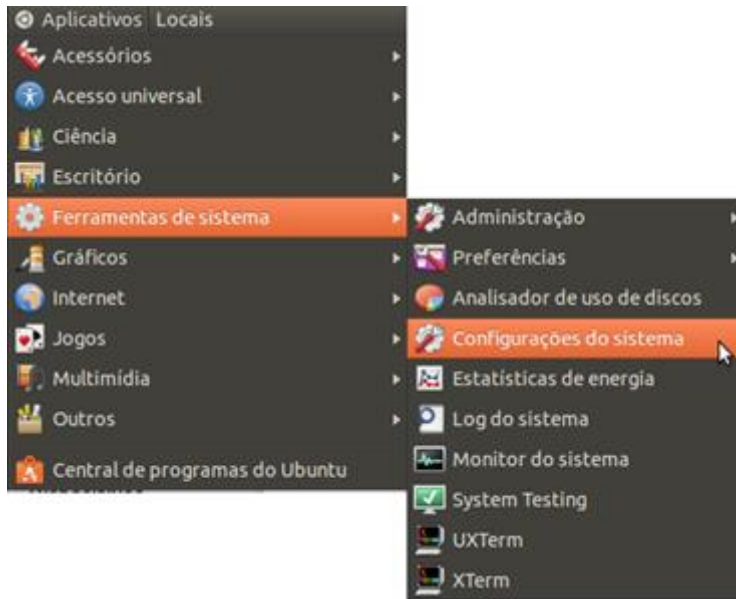 Aplicativos Locais
Acessórios
Acesso universal
Ciência
Escritório
Ferramentas de sistema
Gráficos
Internet
Jogos
Multimídia
Outros
Central de programas do Ubuntu
Administração
Preferências
Analisador de uso de discos
Configurações do sistema
Estatísticas de energia
Log do sistema
Monitor do sistema
System Testing
UXTerm
XTerm